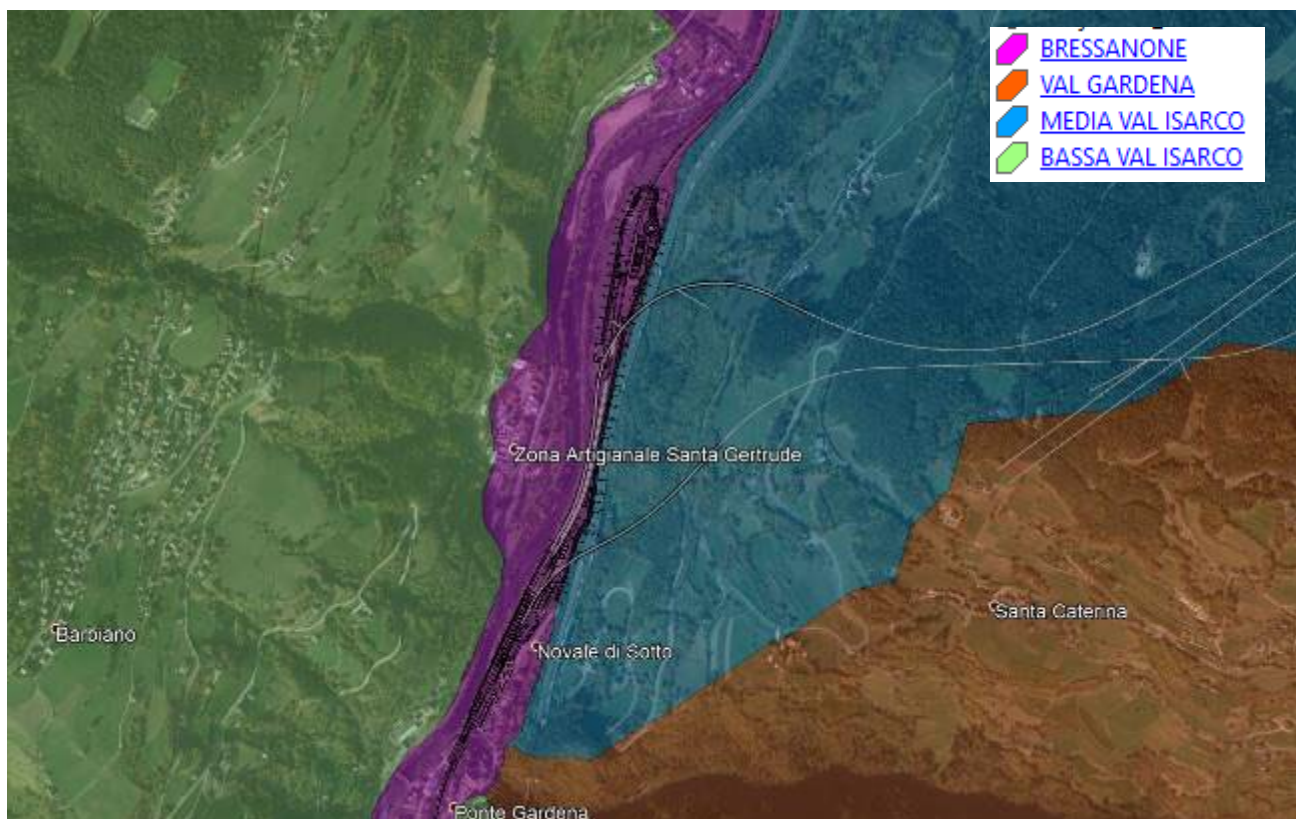 BRESSANONE
VAL GARDENA
MEDIA VAL ISARCO
BASSA VAL ISARCO
Zona Artigianale Santa Gertrude
Santa Caterina
Barbiano
Novale di Sotto
Ponte Gardena